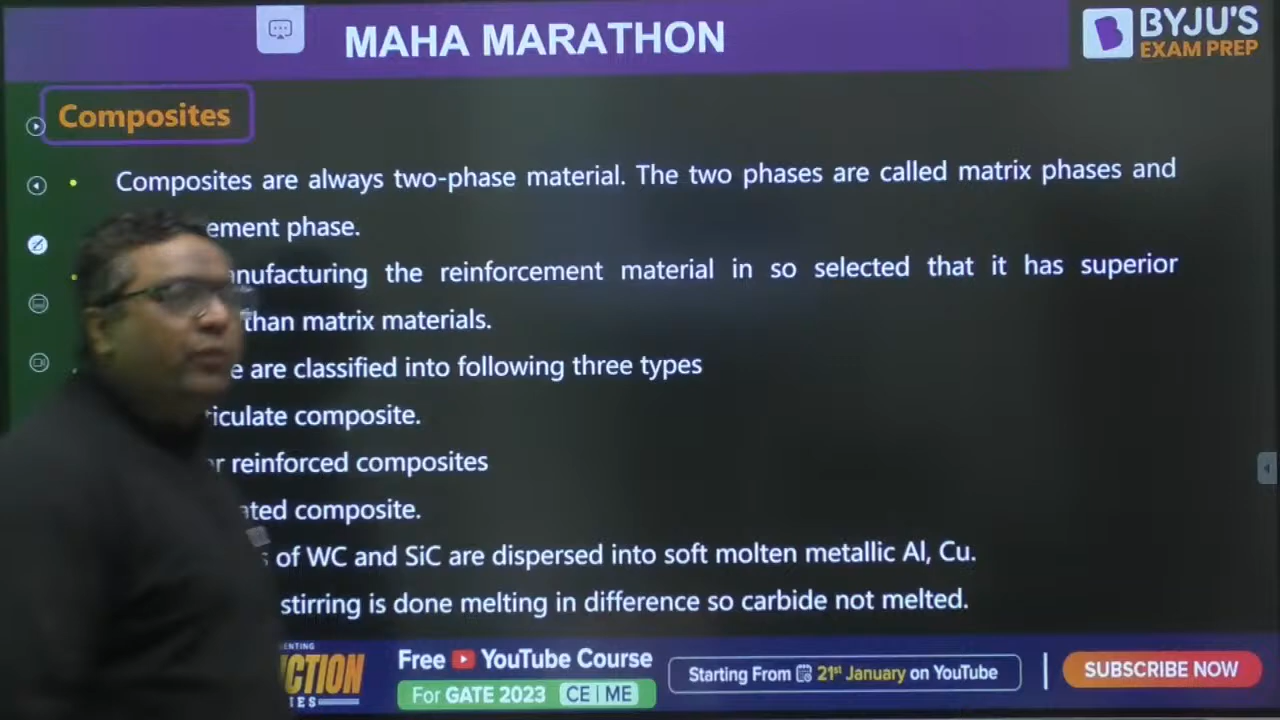 MAHA MARATHON
BYJU'S
EXAM PREP
Composites
Composites are always two-phase material. The two phases are called matrix phases and
ement phase.
anufacturing the reinforcement material in so selected that it has superior
than matrix materials.
e are classified into following three types
iculate composite.
r reinforced composites
ated composite.
of WC and SiC are dispersed into soft molten metallic Al, Cu.
stirring is done melting in difference so carbide not melted.
ENTING
CTION
IES
Free YouTube Course
For GATE 2023 CE | ME
Starting From 21st January on YouTube
SUBSCRIBE NOW